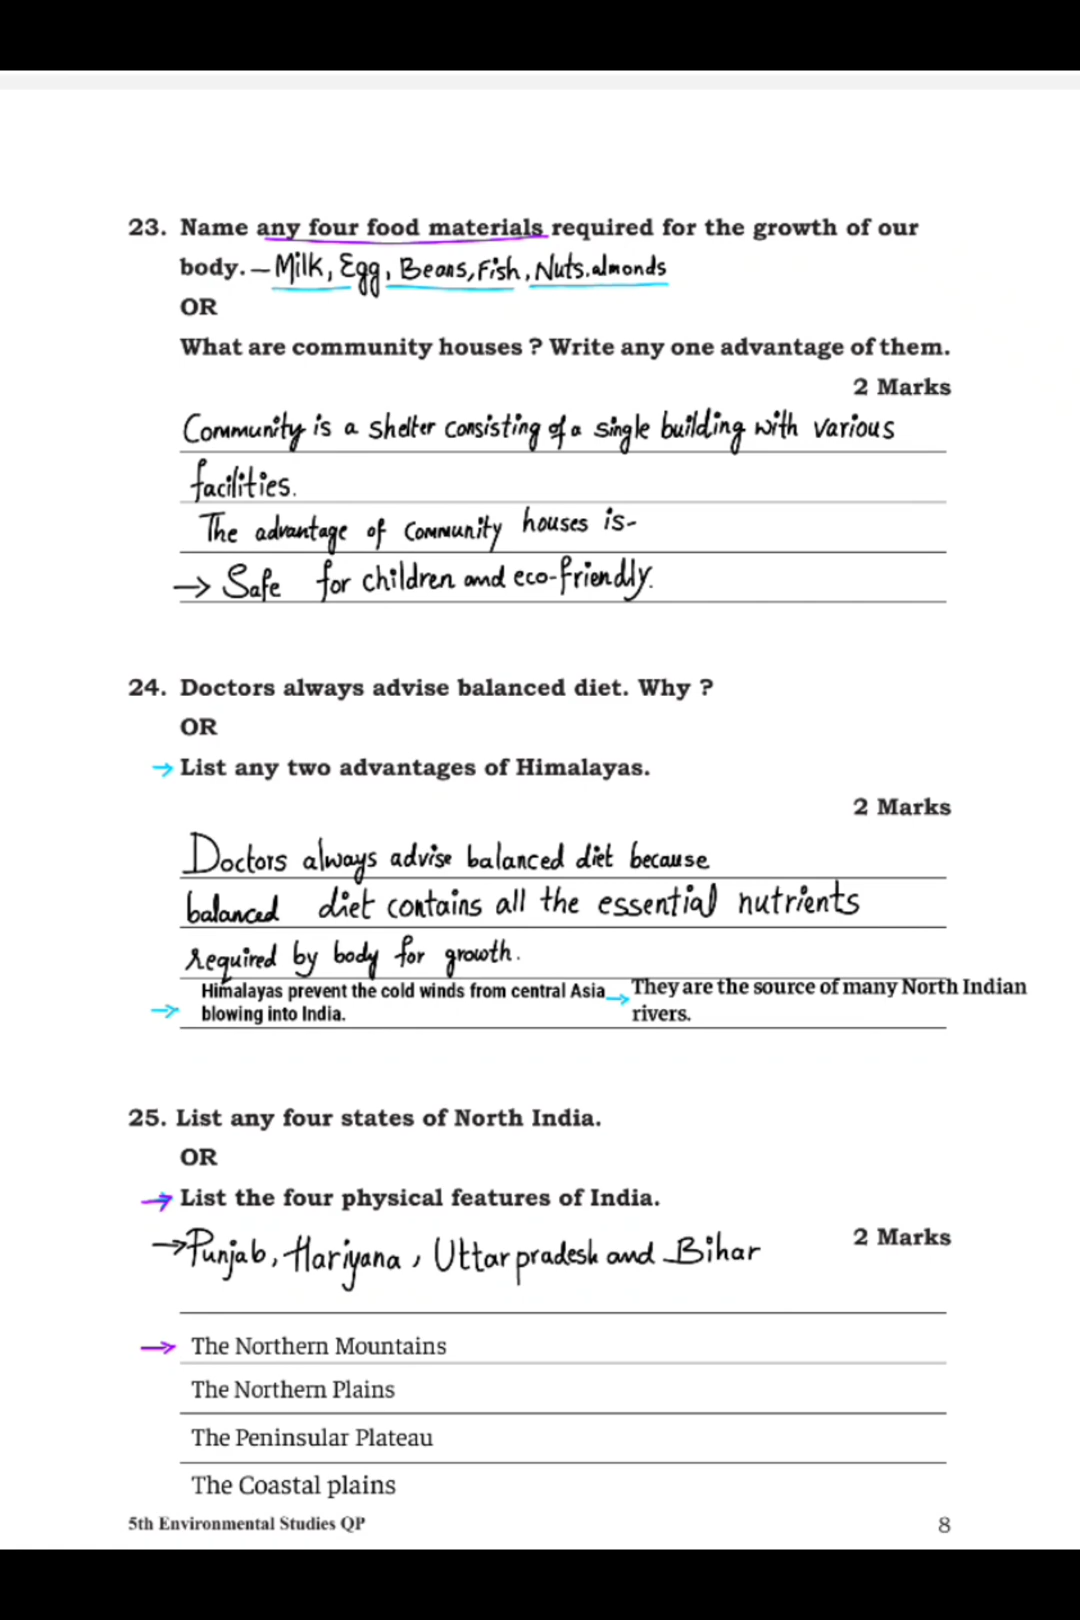 23. Name any four food materials required for the growth of our
body. – Milk, Egg, Beans, Fish, Nuts. almonds
OR
What are community houses ? Write any one advantage of them.
2 Marks
Community is a shelter consisting of a single building with various
facilities.
The advantage of community houses is-
→ Safe for children and eco-friendly.
24. Doctors always advise balanced diet. Why ?
OR
→ List any two advantages of Himalayas.
2 Marks
Doctors always advise balanced diet because
balanced diet contains all the essential nutrients
required by body for growth.
Himalayas prevent the cold winds from central Asia → They are the source of many North Indian
→ blowing into India. rivers.
25. List any four states of North India.
OR
→ List the four physical features of India.
2 Marks
→ Punjab, Hariyana, Uttar pradesh and Bihar
→ The Northern Mountains
The Northern Plains
The Peninsular Plateau
The Coastal plains
5th Environmental Studies QP 8